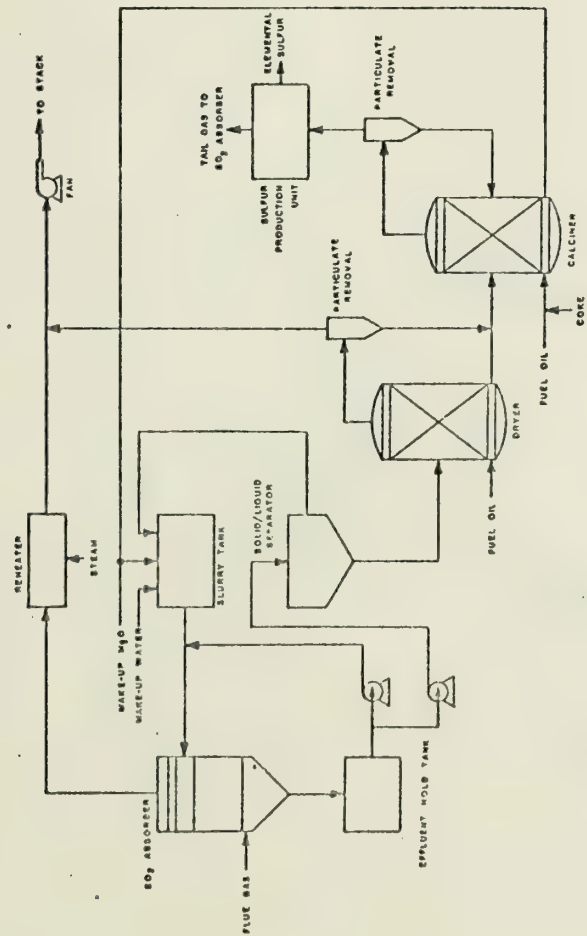 TO STACK
FAN
REHEATER
STEAM
MAKE-UP MgO
MAKE-UP WATER
SO2 ABSORBER
FLUE GAS
SLURRY TANK
EFFLUENT HOLD TANK
SOLID/LIQUID
SEPARATOR
FUEL OIL
DRYER
PARTICULATE
REMOVAL
TAIL GAS TO
SO2 ABSORBER
ELEMENTAL
SULFUR
SULFUR
PRODUCTION
UNIT
PARTICULATE
REMOVAL
FUEL OIL
COKE
CALCINER